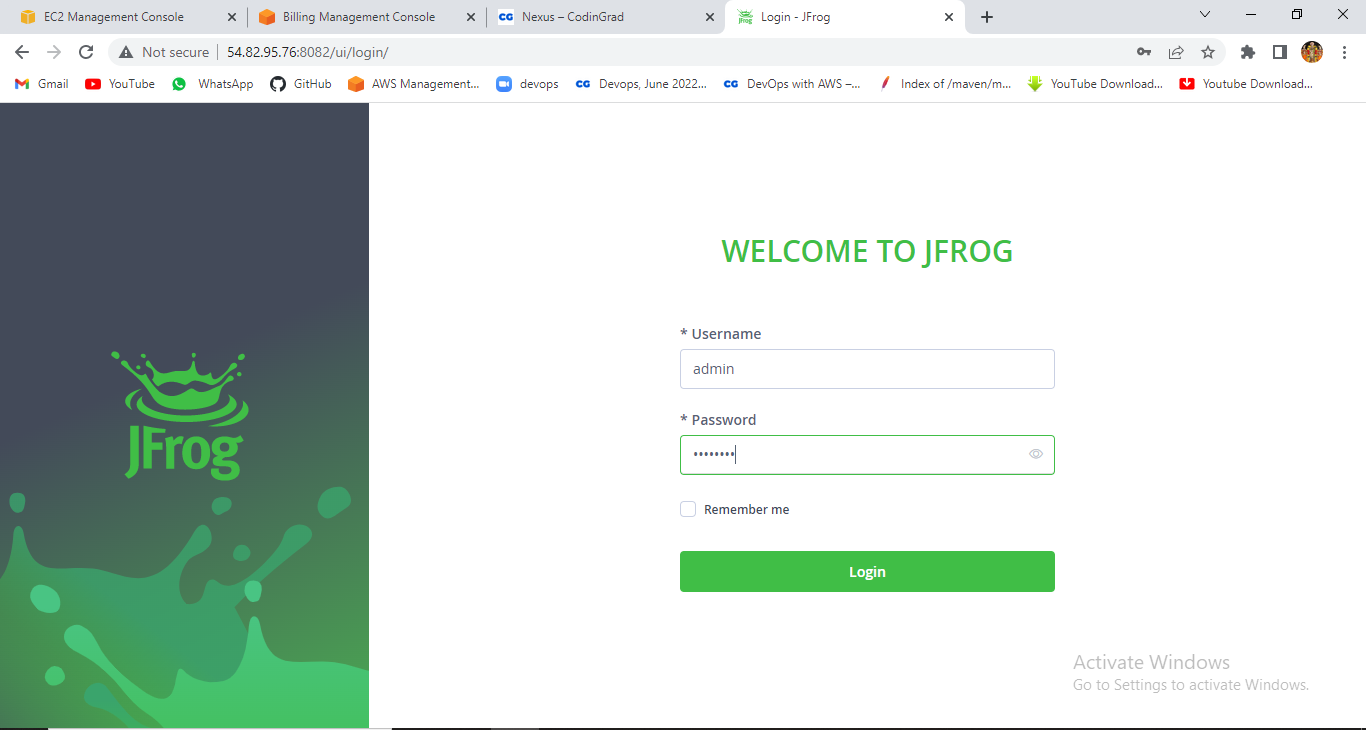 EC2 Management Console
Billing Management Console
CG Nexus – CodinGrad
JFrog Login - JFrog
Not secure 54.82.95.76:8082/ui/login/
Gmail YouTube WhatsApp GitHub AWS Management... devops CG Devops, June 2022... CG DevOps with AWS –... Index of /maven/m... YouTube Download... Youtube Download...
WELCOME TO JFROG
* Username
admin
* Password
••••••••
Remember me
Login
JFrog
Activate Windows
Go to Settings to activate Windows.